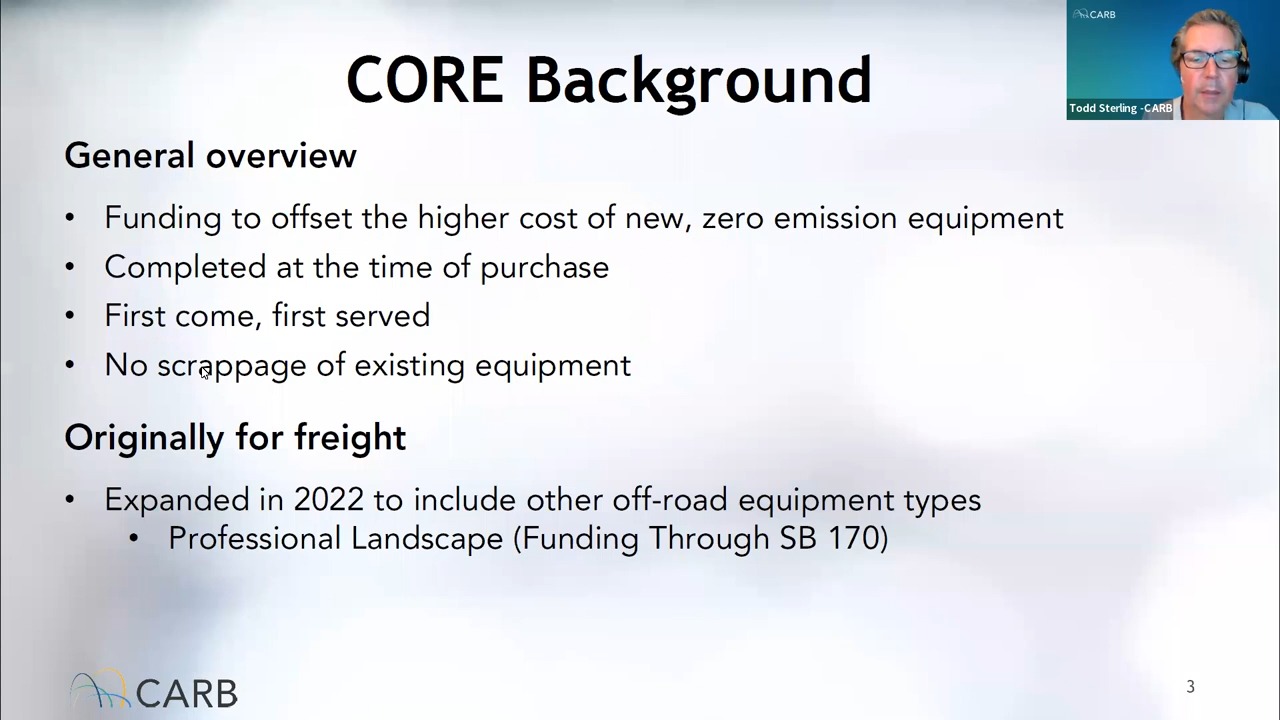 CARB
Todd Sterling -CARB
CORE Background
General overview
• Funding to offset the higher cost of new, zero emission equipment
• Completed at the time of purchase
• First come, first served
• No scrappage of existing equipment
Originally for freight
• Expanded in 2022 to include other off-road equipment types
• Professional Landscape (Funding Through SB 170)
CARB
3